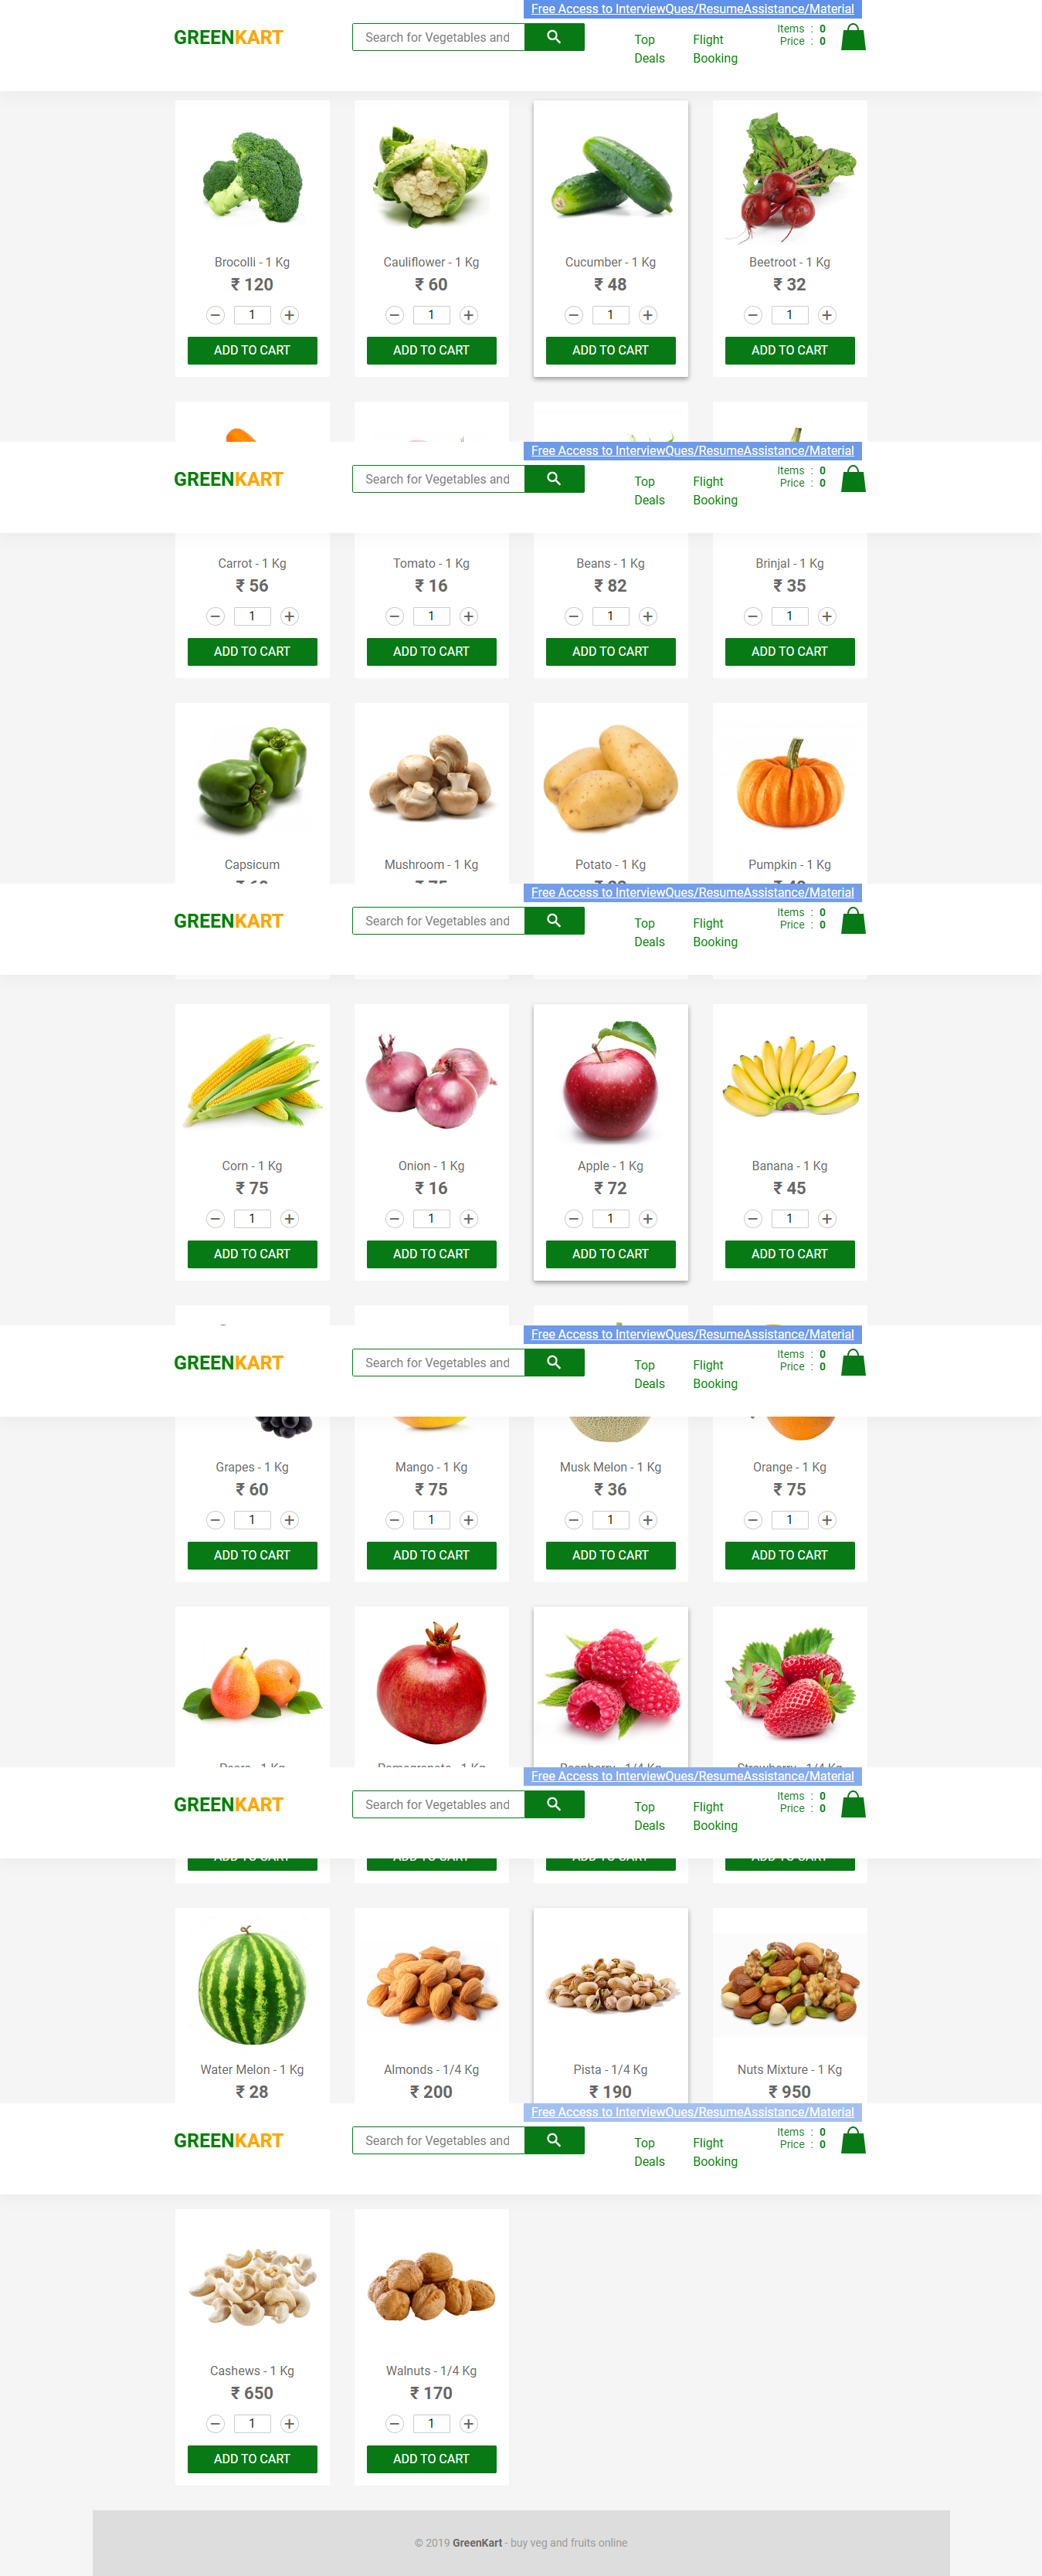 Free Access to InterviewQues/ResumeAssistance/Material
GREENKART
Search for Vegetables and
Top Deals
Flight Booking
Items : 0
Price : 0
Brocolli - 1 Kg
₹ 120
1
ADD TO CART
Cauliflower - 1 Kg
₹ 60
1
ADD TO CART
Cucumber - 1 Kg
₹ 48
1
ADD TO CART
Beetroot - 1 Kg
₹ 32
1
ADD TO CART
Free Access to InterviewQues/ResumeAssistance/Material
GREENKART
Search for Vegetables and
Top Deals
Flight Booking
Items : 0
Price : 0
Carrot - 1 Kg
₹ 56
1
ADD TO CART
Tomato - 1 Kg
₹ 16
1
ADD TO CART
Beans - 1 Kg
₹ 82
1
ADD TO CART
Brinjal - 1 Kg
₹ 35
1
ADD TO CART
Capsicum
Mushroom - 1 Kg
Potato - 1 Kg
Pumpkin - 1 Kg
Free Access to InterviewQues/ResumeAssistance/Material
GREENKART
Search for Vegetables and
Top Deals
Flight Booking
Items : 0
Price : 0
Corn - 1 Kg
₹ 75
1
ADD TO CART
Onion - 1 Kg
₹ 16
1
ADD TO CART
Apple - 1 Kg
₹ 72
1
ADD TO CART
Banana - 1 Kg
₹ 45
1
ADD TO CART
Free Access to InterviewQues/ResumeAssistance/Material
GREENKART
Search for Vegetables and
Top Deals
Flight Booking
Items : 0
Price : 0
Grapes - 1 Kg
₹ 60
1
ADD TO CART
Mango - 1 Kg
₹ 75
1
ADD TO CART
Musk Melon - 1 Kg
₹ 36
1
ADD TO CART
Orange - 1 Kg
₹ 75
1
ADD TO CART
Free Access to InterviewQues/ResumeAssistance/Material
GREENKART
Search for Vegetables and
Top Deals
Flight Booking
Items : 0
Price : 0
Water Melon - 1 Kg
₹ 28
Almonds - 1/4 Kg
₹ 200
Pista - 1/4 Kg
₹ 190
Nuts Mixture - 1 Kg
₹ 950
Free Access to InterviewQues/ResumeAssistance/Material
GREENKART
Search for Vegetables and
Top Deals
Flight Booking
Items : 0
Price : 0
Cashews - 1 Kg
₹ 650
1
ADD TO CART
Walnuts - 1/4 Kg
₹ 170
1
ADD TO CART
© 2019 GreenKart - buy veg and fruits online